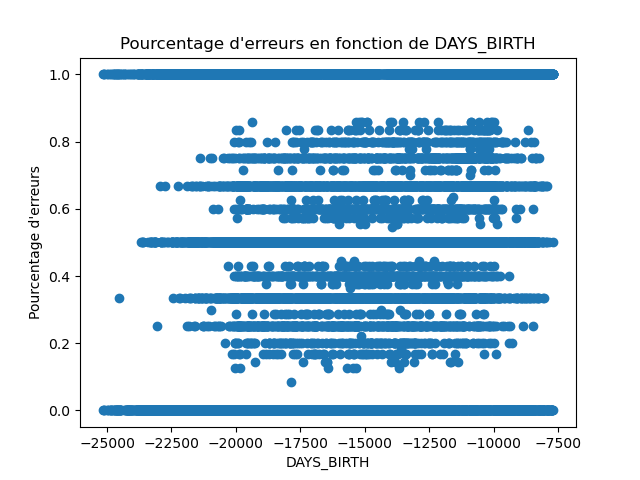 Pourcentage d'erreurs en fonction de DAYS_BIRTH
1.0
0.8
0.6
0.4
0.2
0.0
Pourcentage d'erreurs
−25000 −22500 −20000 −17500 −15000 −12500 −10000 −7500
DAYS_BIRTH